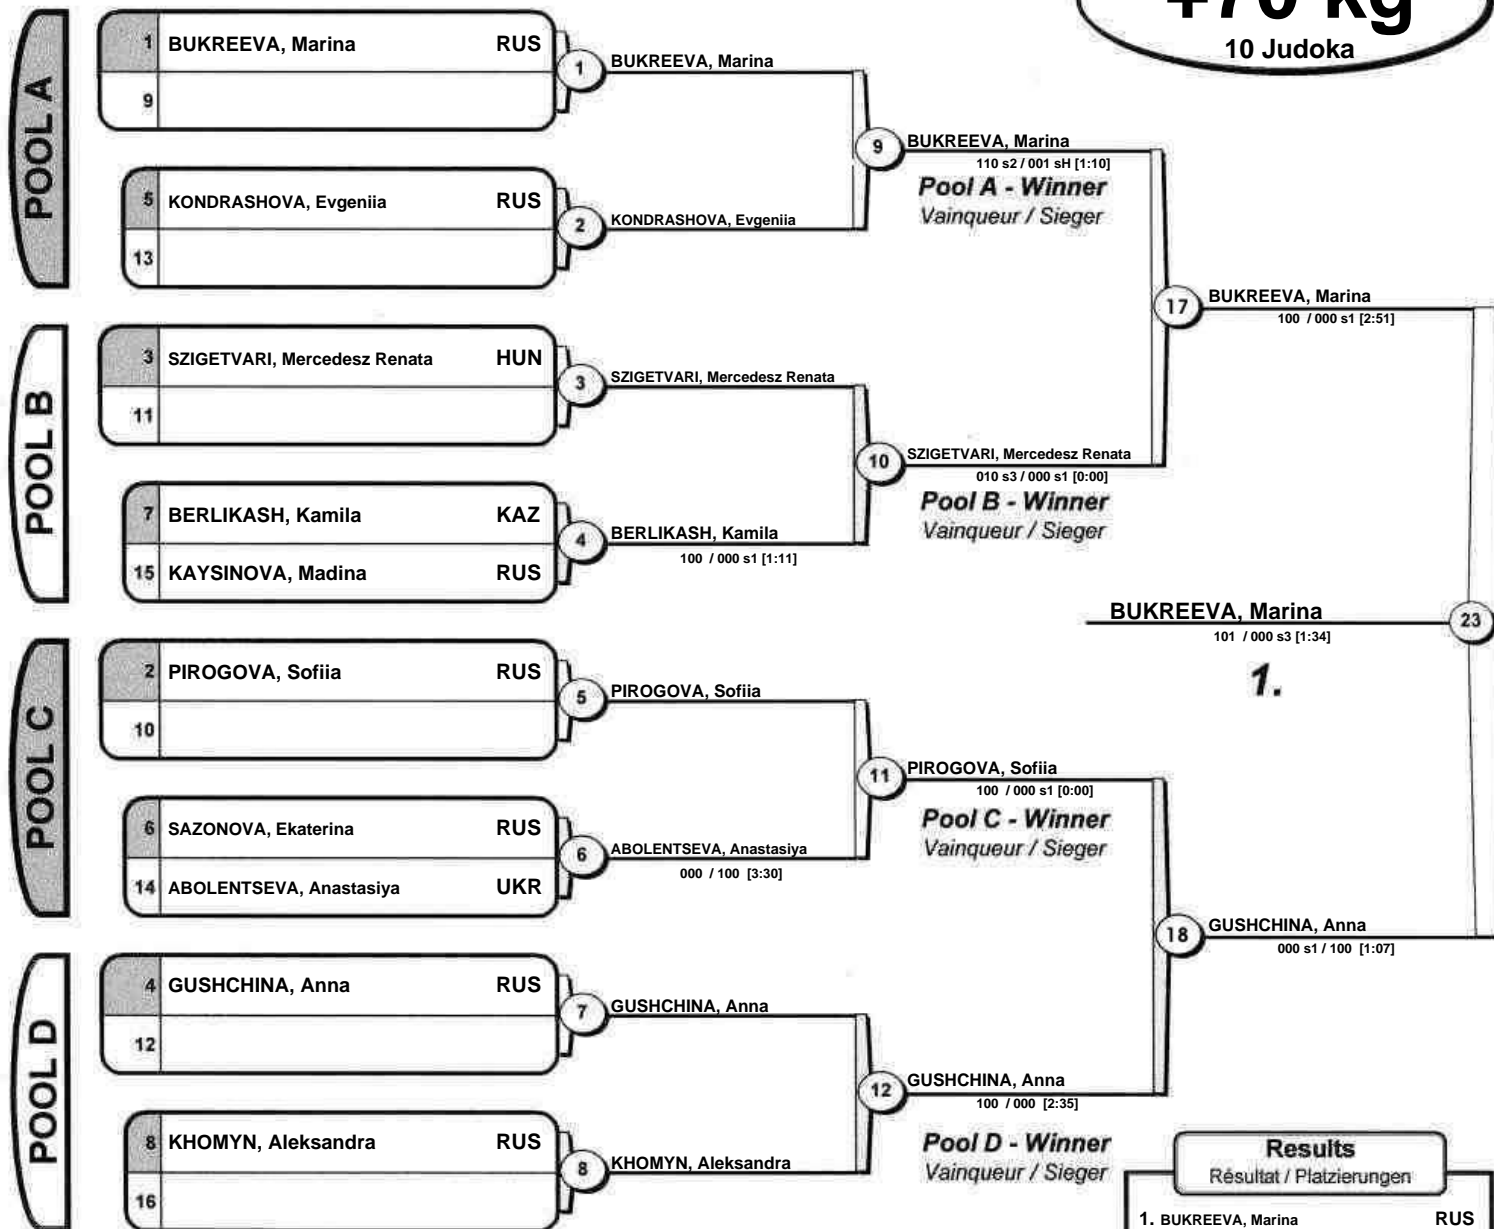 +70 kg
10 Judoka
POOL A
1 BUKREEVA, Marina RUS
9
1
BUKREEVA, Marina
5 KONDRASHOVA, Evgeniia RUS
13
2
KONDRASHOVA, Evgeniia
9
BUKREEVA, Marina
110 s2 / 001 sH [1:10]
Pool A - Winner
Vainqueur / Sieger
POOL B
3 SZIGETVARI, Mercedesz Renata HUN
11
3
SZIGETVARI, Mercedesz Renata
7 BERLIKASH, Kamila KAZ
15 KAYSINOVA, Madina RUS
4
BERLIKASH, Kamila
100 / 000 s1 [1:11]
10
SZIGETVARI, Mercedesz Renata
010 s3 / 000 s1 [0:00]
Pool B - Winner
Vainqueur / Sieger
17
BUKREEVA, Marina
100 / 000 s1 [2:51]
BUKREEVA, Marina
101 / 000 s3 [1:34]
1.
23
POOL C
2 PIROGOVA, Sofiia RUS
10
5
PIROGOVA, Sofiia
6 SAZONOVA, Ekaterina RUS
14 ABOLENTSEVA, Anastasiya UKR
6
ABOLENTSEVA, Anastasiya
000 / 100 [3:30]
11
PIROGOVA, Sofiia
100 / 000 s1 [0:00]
Pool C - Winner
Vainqueur / Sieger
18
GUSHCHINA, Anna
000 s1 / 100 [1:07]
POOL D
4 GUSHCHINA, Anna RUS
12
7
GUSHCHINA, Anna
8 KHOMYN, Aleksandra RUS
16
8
KHOMYN, Aleksandra
12
GUSHCHINA, Anna
100 / 000 [2:35]
Pool D - Winner
Vainqueur / Sieger
Results
Résultat / Platzierungen
1. BUKREEVA, Marina RUS